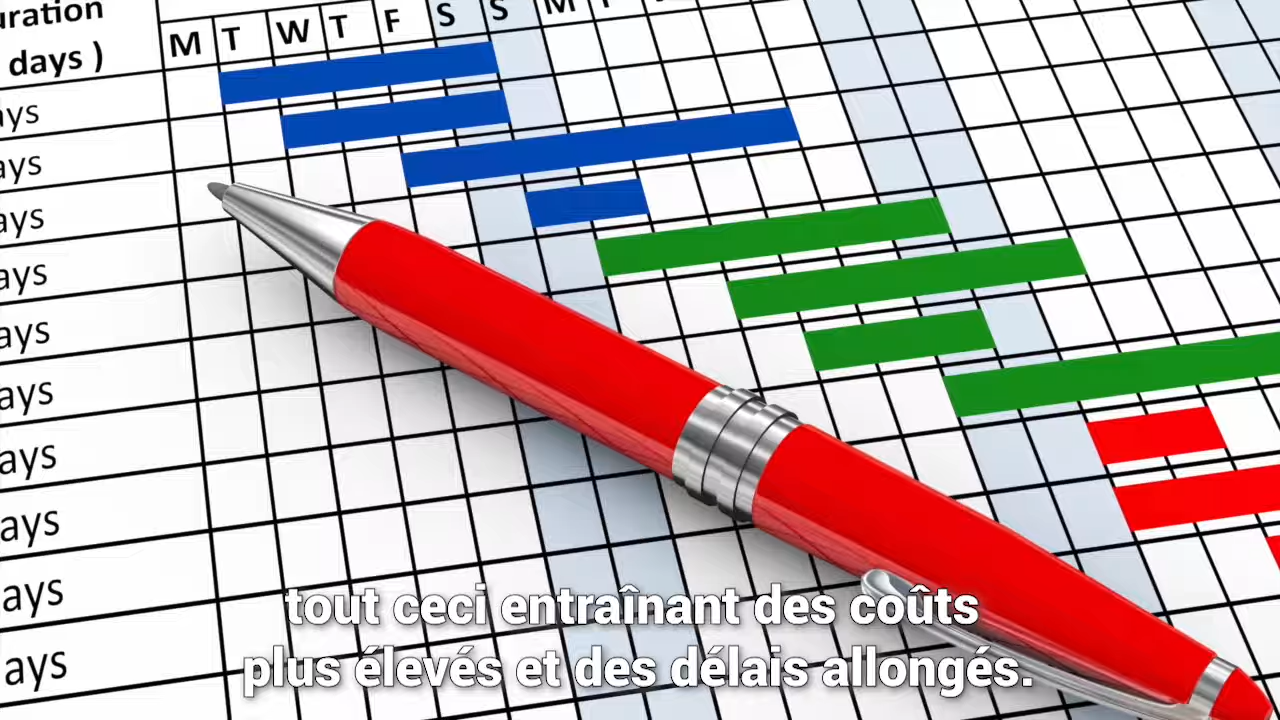 uration
days )
M T W T F S S M
ays
ays
ays
ays
ays
ays
ays
ays
ays
ays
tout ceci entraînant des coûts
plus élevés et des délais allongés.